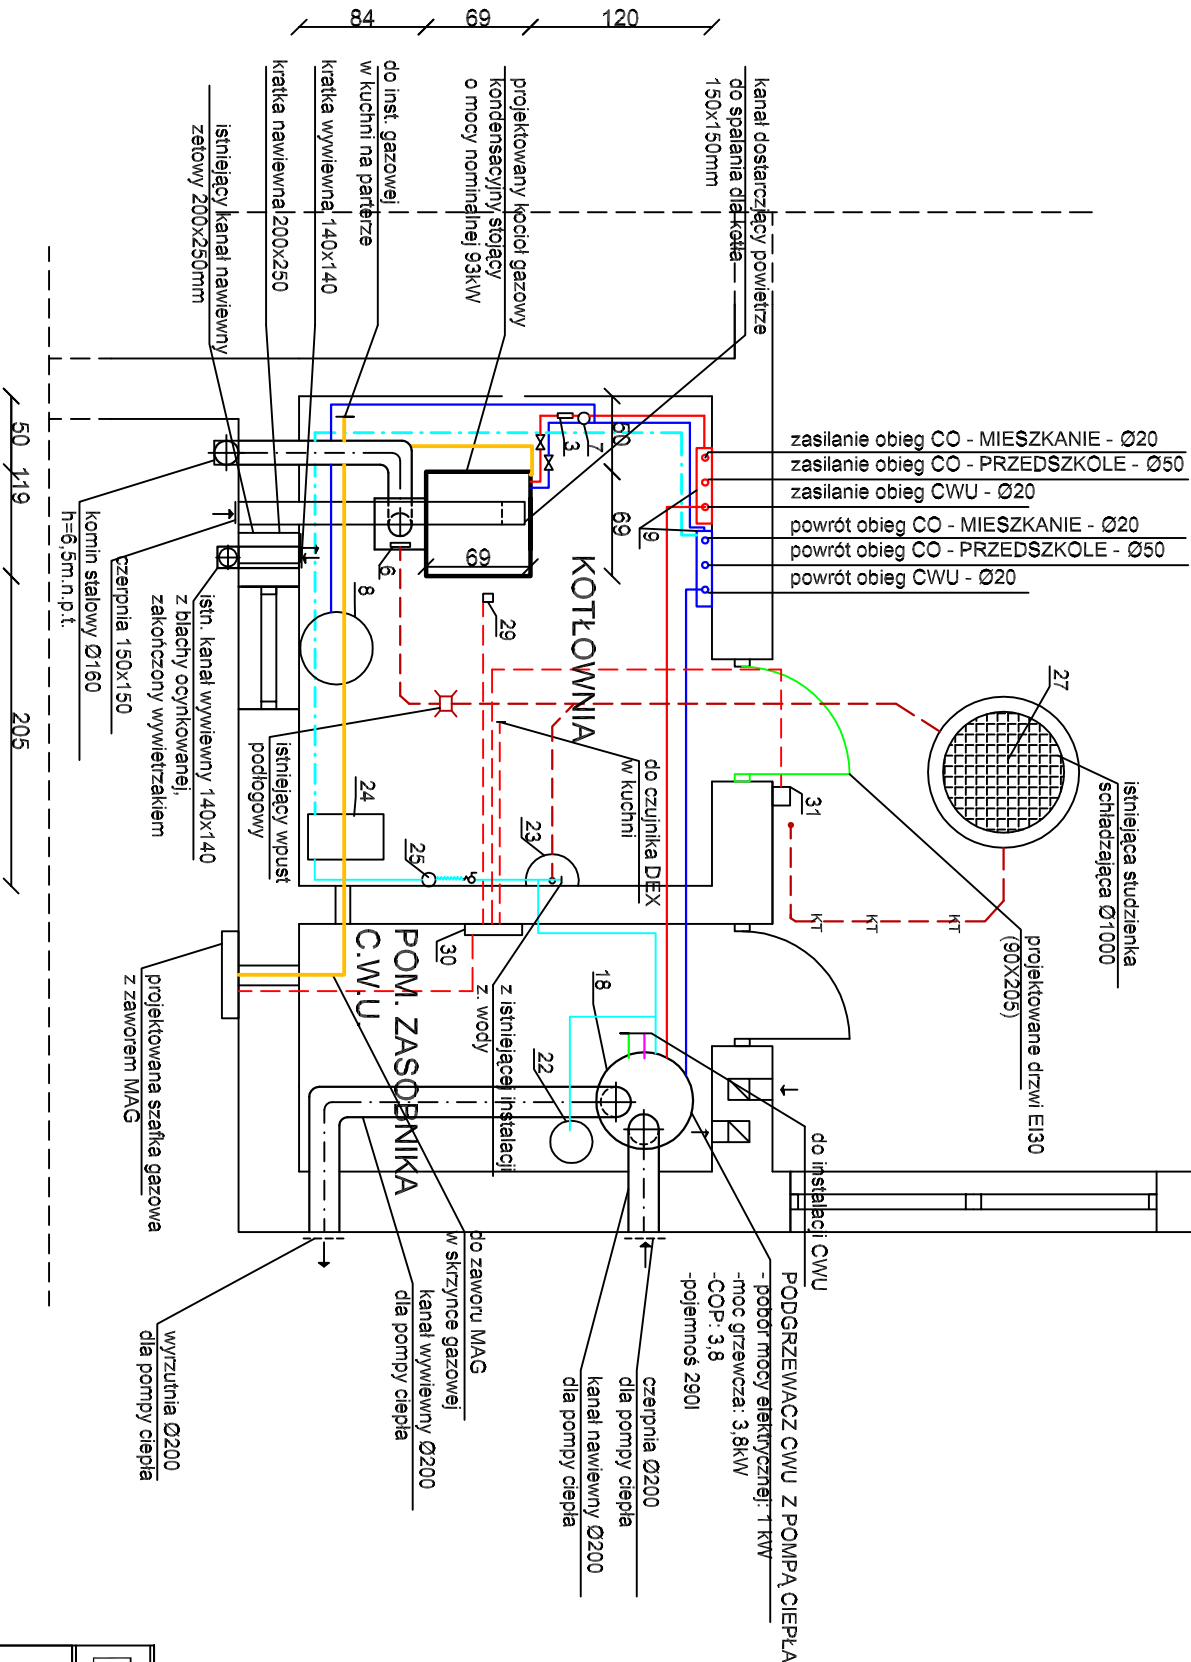 84
69
120
kanał dostarczjący powietrze
do spalania dla kotła
150x150mm
projektowany kocioł gazowy
kondensacyjny stojący
o mocy nominalnej 93kW
do inst. gazowej
w kuchni na parterze
kratka wywiewna 140x140
kratka nawiewna 200x250
istniejący kanał nawiewny
zetowy 200x250mm
zasilanie obieg CO - MIESZKANIE - Ø20
zasilanie obieg CO - PRZEDSZKOLE - Ø50
zasilanie obieg CWU - Ø20
powrót obieg CO - MIESZKANIE - Ø20
powrót obieg CO - PRZEDSZKOLE - Ø50
powrót obieg CWU - Ø20
50
119
205
50
69
69
3
7
9
6
8
29
KOTŁOWNIA
27
31
istniejąca studzienka
schładzająca Ø1000
projektowane drzwi EI30
(90X205)
KT
KT
KT
komin stalowy Ø160
h=6,5m.n.p.t.
czerpnia 150x150
istn. kanał wywiewny 140x140
z blachy ocynkowanej,
zakończony wywietrzakiem
istniejący wpust
podłogowy
do czujnika DEX
w kuchni
24
25
23
30
18
22
POM. ZASOBNIKA
C.W.U.
z istniejącej instalacji
z. wody
projektowana szafka gazowa
z zaworem MAG
do zaworu MAG
w skrzynce gazowej
kanał wywiewny Ø200
dla pompy ciepła
wyrzutnia Ø200
dla pompy ciepła
do instalacji CWU
PODGRZEWACZ CWU Z POMPĄ CIEPŁA
- pobór mocy elektrycznej: 1 kW
-moc grzewcza: 3,8kW
-COP: 3,8
-pojemnoś 290l
czerpnia Ø200
dla pompy ciepła
kanał nawiewny Ø200
dla pompy ciepła